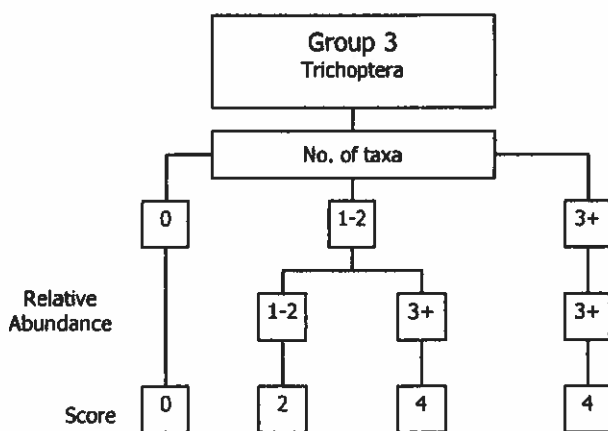 Group 3
Trichoptera
No. of taxa
0
1-2
3+
Relative
Abundance
1-2
3+
3+
Score
0
2
4
4